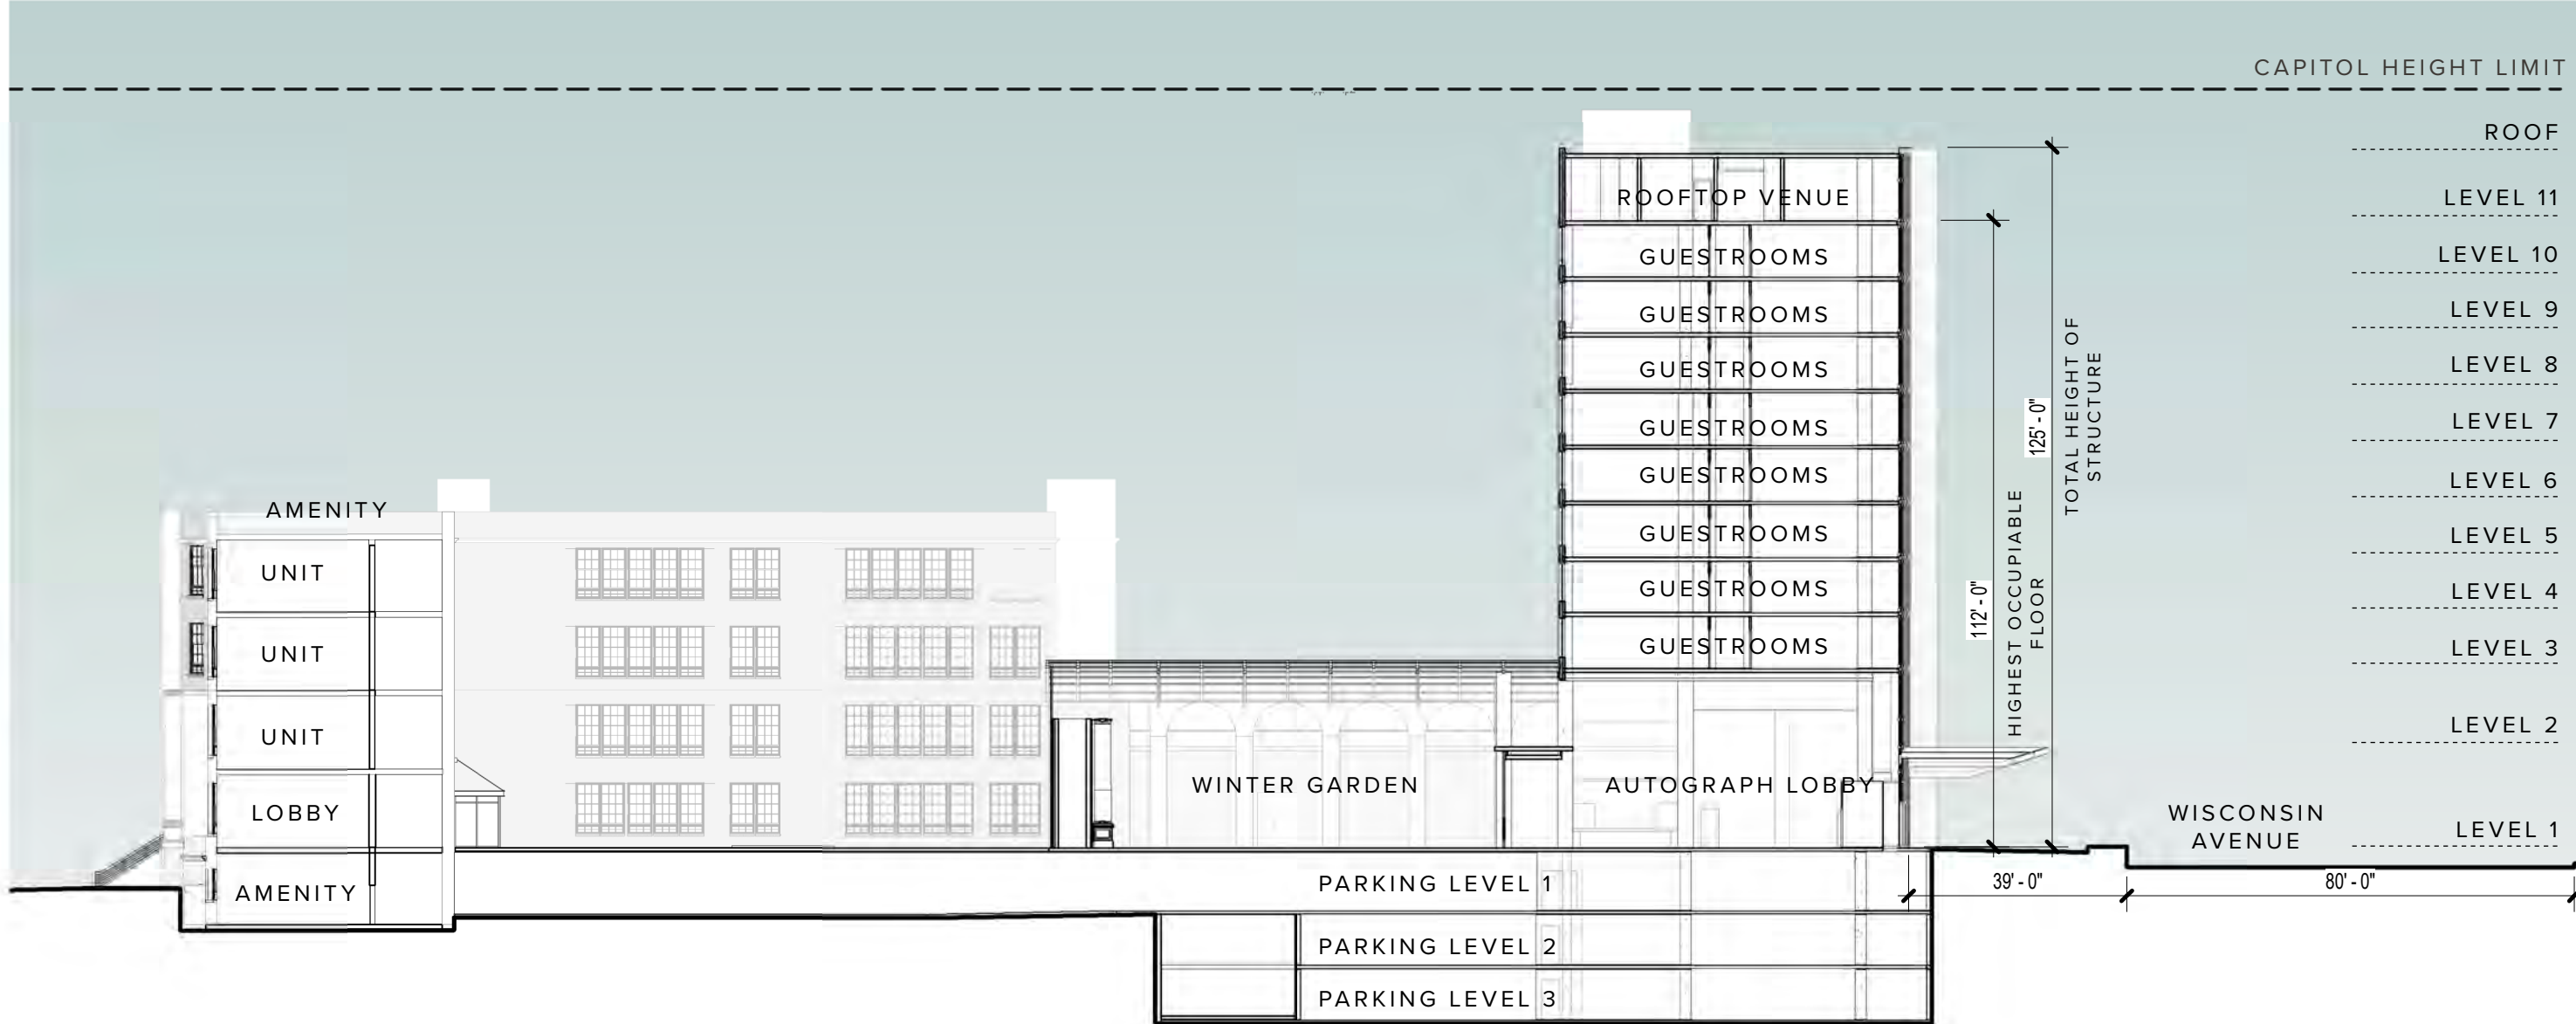 CAPITOL HEIGHT LIMIT
ROOF
LEVEL 11
LEVEL 10
LEVEL 9
LEVEL 8
LEVEL 7
LEVEL 6
LEVEL 5
LEVEL 4
LEVEL 3
LEVEL 2
LEVEL 1
ROOFTOP VENUE
GUESTROOMS
GUESTROOMS
GUESTROOMS
GUESTROOMS
GUESTROOMS
GUESTROOMS
GUESTROOMS
GUESTROOMS
AUTOGRAPH LOBBY
WINTER GARDEN
AMENITY
UNIT
UNIT
UNIT
LOBBY
AMENITY
PARKING LEVEL 1
PARKING LEVEL 2
PARKING LEVEL 3
112' - 0"
HIGHEST OCCUPIABLE
FLOOR
125' - 0"
TOTAL HEIGHT OF
STRUCTURE
WISCONSIN
AVENUE
39' - 0"
80' - 0"